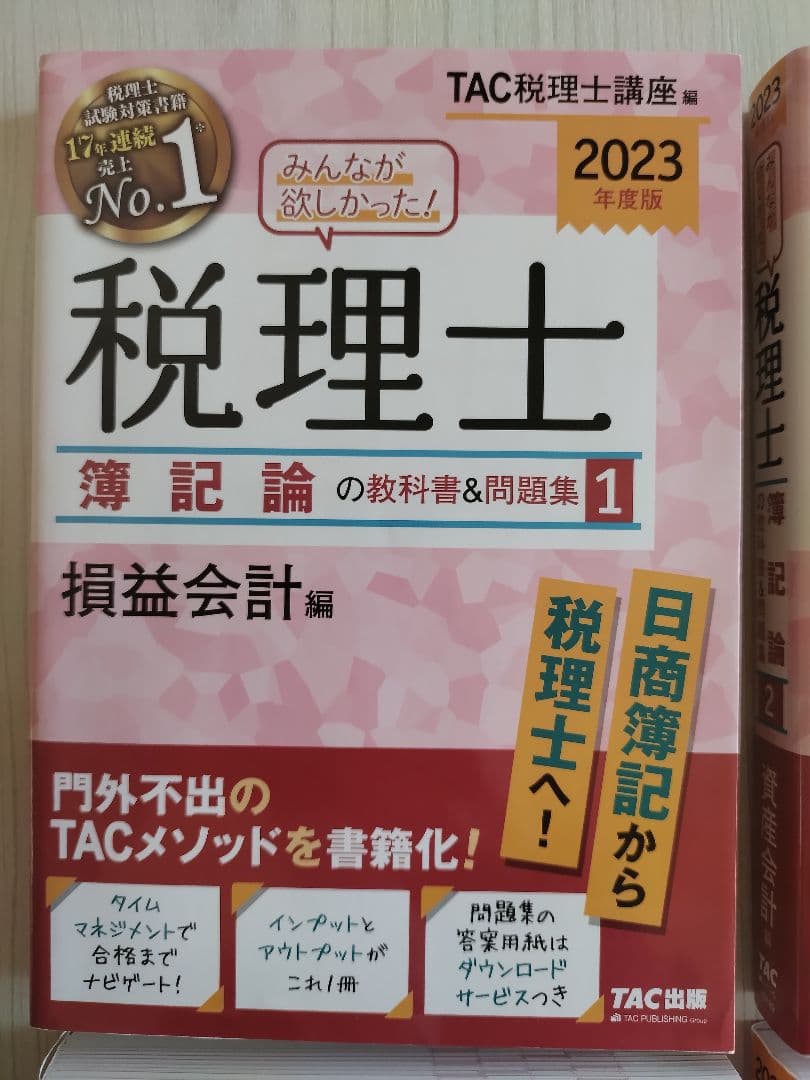 税理士
試験対策書籍
17年連続
売上
No.1※
TAC税理士講座 編
2023
年度版
みんなが
欲しかった!
税理士
簿記論の教科書&問題集 1
損益会計編
日商簿記から
税理士へ!
門外不出の
TACメソッドを書籍化!
タイム
マネジメントで
合格まで
ナビゲート!
インプットと
アウトプットが
これ1冊
問題集の
答案用紙は
ダウンロード
サービスつき
TAC出版
TAC PUBLISHING Group
2023
みんなが
税理士
簿記論
2
資産会計編
TAC